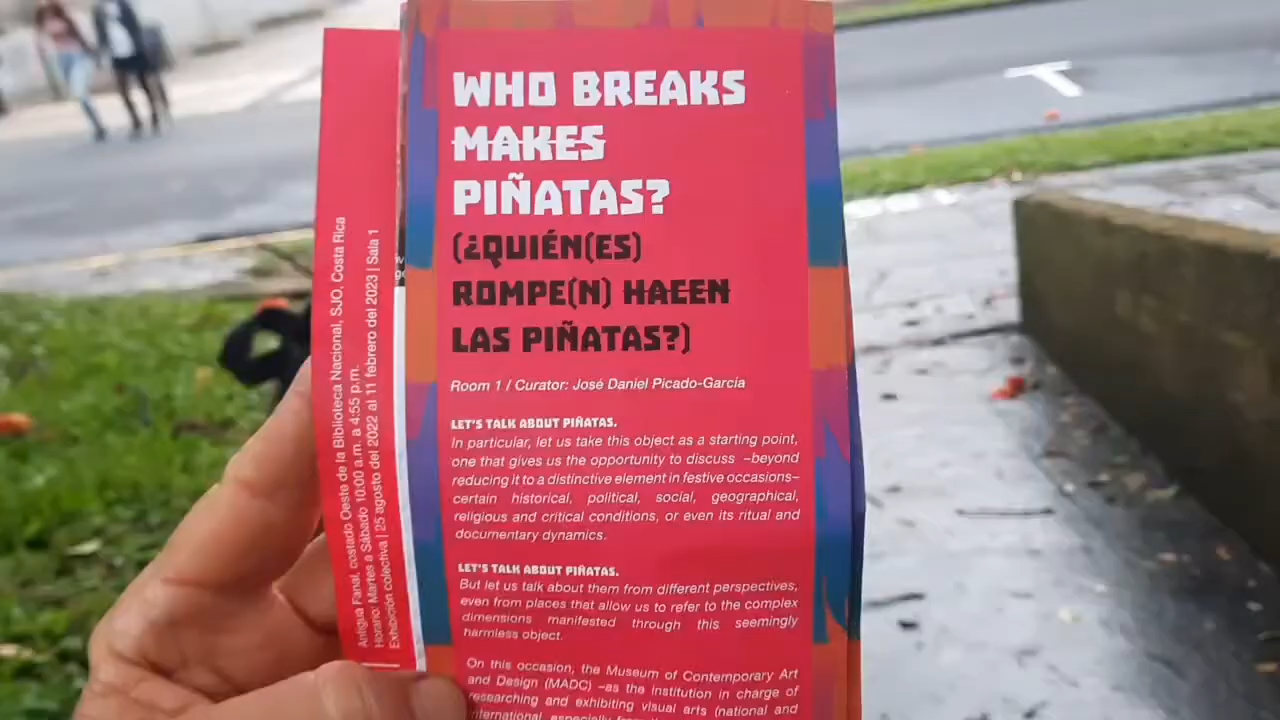 WHO BREAKS
MAKES
PIÑATAS?
(¿QUIÉN(ES)
ROMPE(N) HACEN
LAS PIÑATAS?)
Room 1 / Curator: José Daniel Picado-García
LET'S TALK ABOUT PIÑATAS.
In particular, let us take this object as a starting point,
one that gives us the opportunity to discuss –beyond
reducing it to a distinctive element in festive occasions–
certain historical, political, social, geographical,
religious and critical conditions, or even its ritual and
documentary dynamics.
LET'S TALK ABOUT PIÑATAS.
But let us talk about them from different perspectives,
even from places that allow us to refer to the complex
dimensions manifested through this seemingly
harmless object.
On this occasion, the Museum of Contemporary Art
and Design (MADC) –as the institution in charge of
researching and exhibiting visual arts (national and
international, especially from
Antigua Fanal, costado Oeste de la Biblioteca Nacional, SJO, Costa Rica
Horario: Martes a Sábado 10:00 a.m. a 4:55 p.m.
Exhibición colectiva | 25 agosto del 2022 al 11 febrero del 2023 | Sala 1